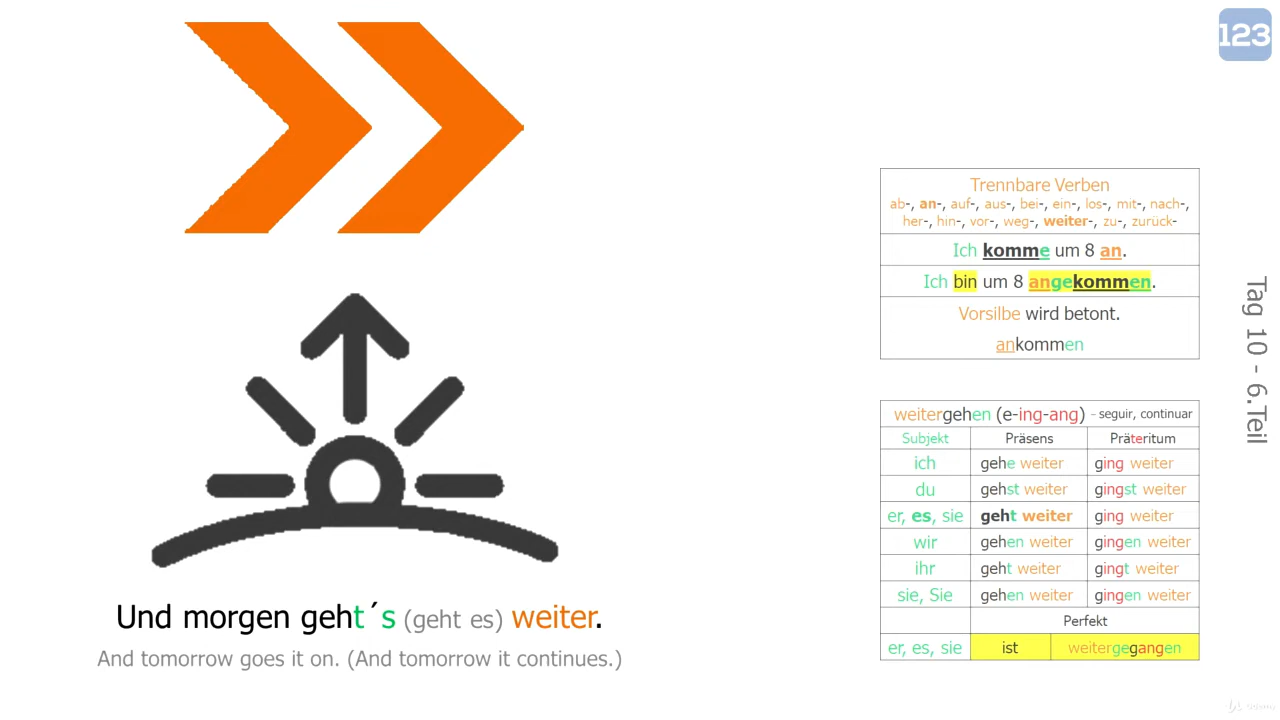 123
Trennbare Verben
ab-, an-, auf-, aus-, bei-, ein-, los-, mit-, nach-,
her-, hin-, vor-, weg-, weiter-, zu-, zurück-
Ich komme um 8 an.
Ich bin um 8 angekommen.
Vorsilbe wird betont.
ankommen
Tag 10 - 6.Teil
weitergehen (e-ing-ang) - seguir, continuar
Subjekt Präsens Präteritum
ich gehe weiter ging weiter
du gehst weiter gingst weiter
er, es, sie geht weiter ging weiter
wir gehen weiter gingen weiter
ihr geht weiter gingt weiter
sie, Sie gehen weiter gingen weiter
Perfekt
er, es, sie ist weitergegangen
Und morgen geht´s (geht es) weiter.
And tomorrow goes it on. (And tomorrow it continues.)